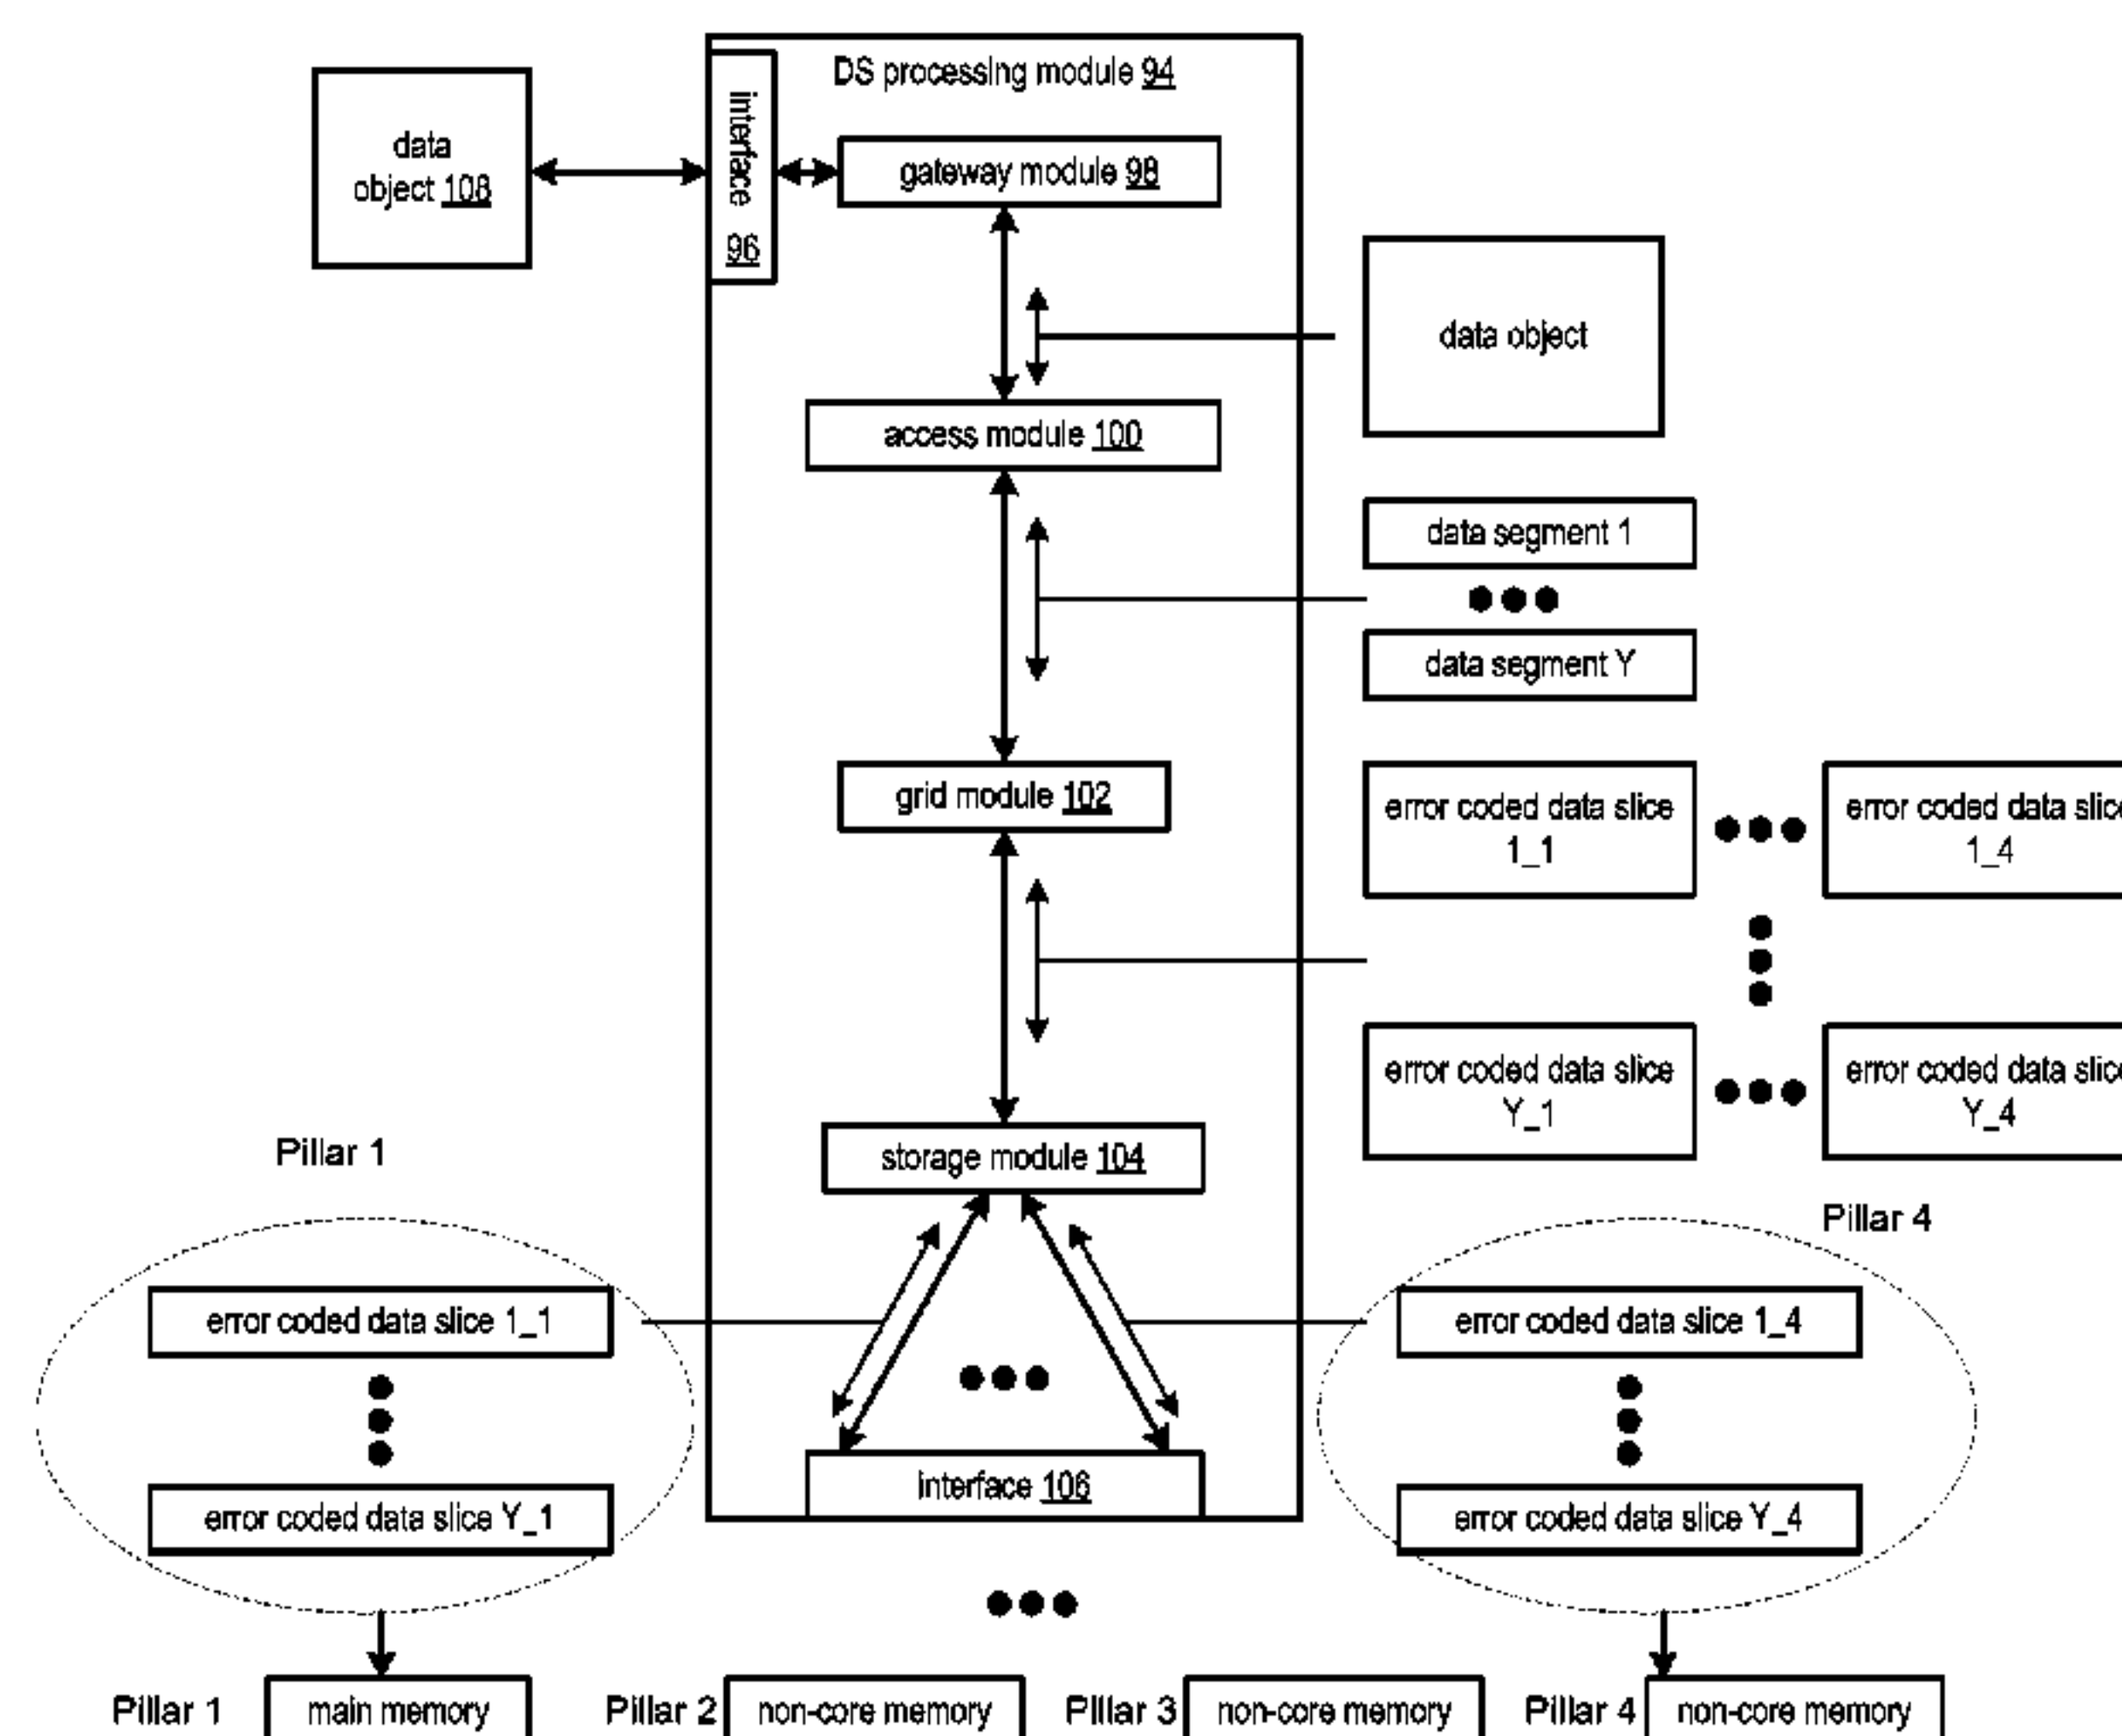 DS processing module 94
data
object 108
interface
96
gateway module 98
data object
access module 100
data segment 1
data segment Y
grid module 102
error coded data slice
1_1
error coded data slice
1_4
error coded data slice
Y_1
error coded data slice
Y_4
storage module 104
Pillar 1
Pillar 4
error coded data slice 1_1
error coded data slice Y_1
error coded data slice 1_4
error coded data slice Y_4
interface 106
Pillar 1
main memory
Pillar 2
non-core memory
Pillar 3
non-core memory
Pillar 4
non-core memory